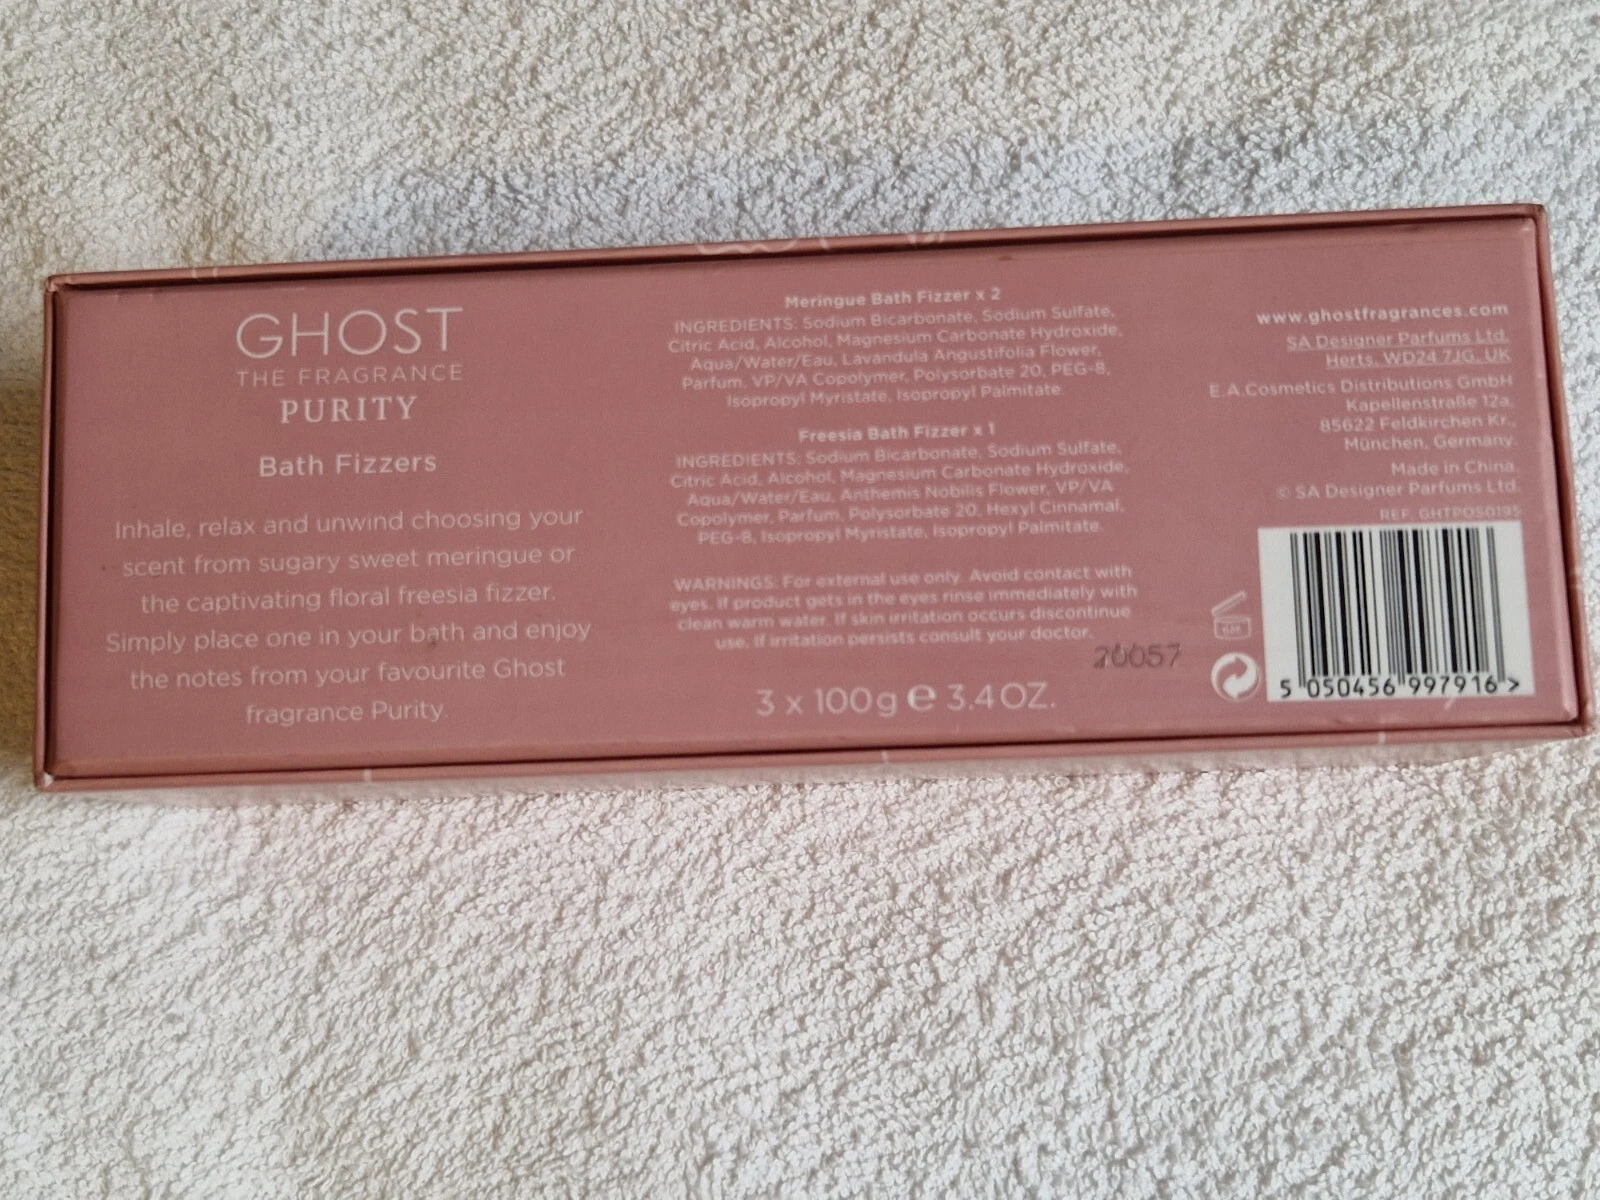 GHOST
THE FRAGRANCE
PURITY
Bath Fizzers
Inhale, relax and unwind choosing your
scent from sugary sweet meringue or
the captivating floral freesia fizzer.
Simply place one in your bath and enjoy
the notes from your favourite Ghost
fragrance Purity.
Meringue Bath Fizzer x 2
INGREDIENTS: Sodium Bicarbonate, Sodium Sulfate,
Citric Acid, Alcohol, Magnesium Carbonate Hydroxide,
Aqua/Water/Eau, Lavandula Angustifolia Flower,
Parfum, VP/VA Copolymer, Polysorbate 20, PEG-8,
Isopropyl Myristate, Isopropyl Palmitate.
Freesia Bath Fizzer x 1
INGREDIENTS: Sodium Bicarbonate, Sodium Sulfate,
Citric Acid, Alcohol, Magnesium Carbonate Hydroxide,
Aqua/Water/Eau, Anthemis Nobilis Flower, VP/VA
Copolymer, Parfum, Polysorbate 20, Hexyl Cinnamal,
PEG-8, Isopropyl Myristate, Isopropyl Palmitate.
WARNINGS: For external use only. Avoid contact with
eyes. If product gets in the eyes rinse immediately with
clean warm water. If skin irritation occurs discontinue
use. If irritation persists consult your doctor.
20057
3 x 100g e 3.4 OZ.
www.ghostfragrances.com
SA Designer Parfums Ltd.
Herts, WD24 7JG, UK
E.A.Cosmetics Distributions GmbH
Kapellenstraße 12a,
85622 Feldkirchen Kr.,
München, Germany.
Made in China.
© SA Designer Parfums Ltd.
REF. GHTPDS0195
5 050456 997916 >